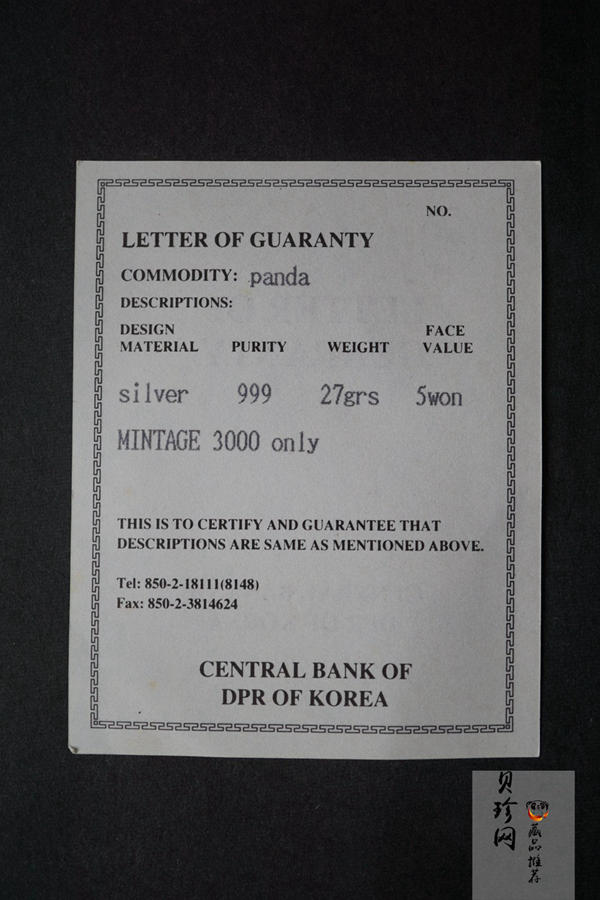 NO.
LETTER OF GUARANTY
COMMODITY: panda
DESCRIPTIONS:
DESIGN FACE
MATERIAL PURITY WEIGHT VALUE
silver 999 27grs 5won
MINTAGE 3000 only
THIS IS TO CERTIFY AND GUARANTEE THAT
DESCRIPTIONS ARE SAME AS MENTIONED ABOVE.
Tel: 850-2-18111(8148)
Fax: 850-2-3814624
CENTRAL BANK OF
DPR OF KOREA
贝珍网
藏品推荐